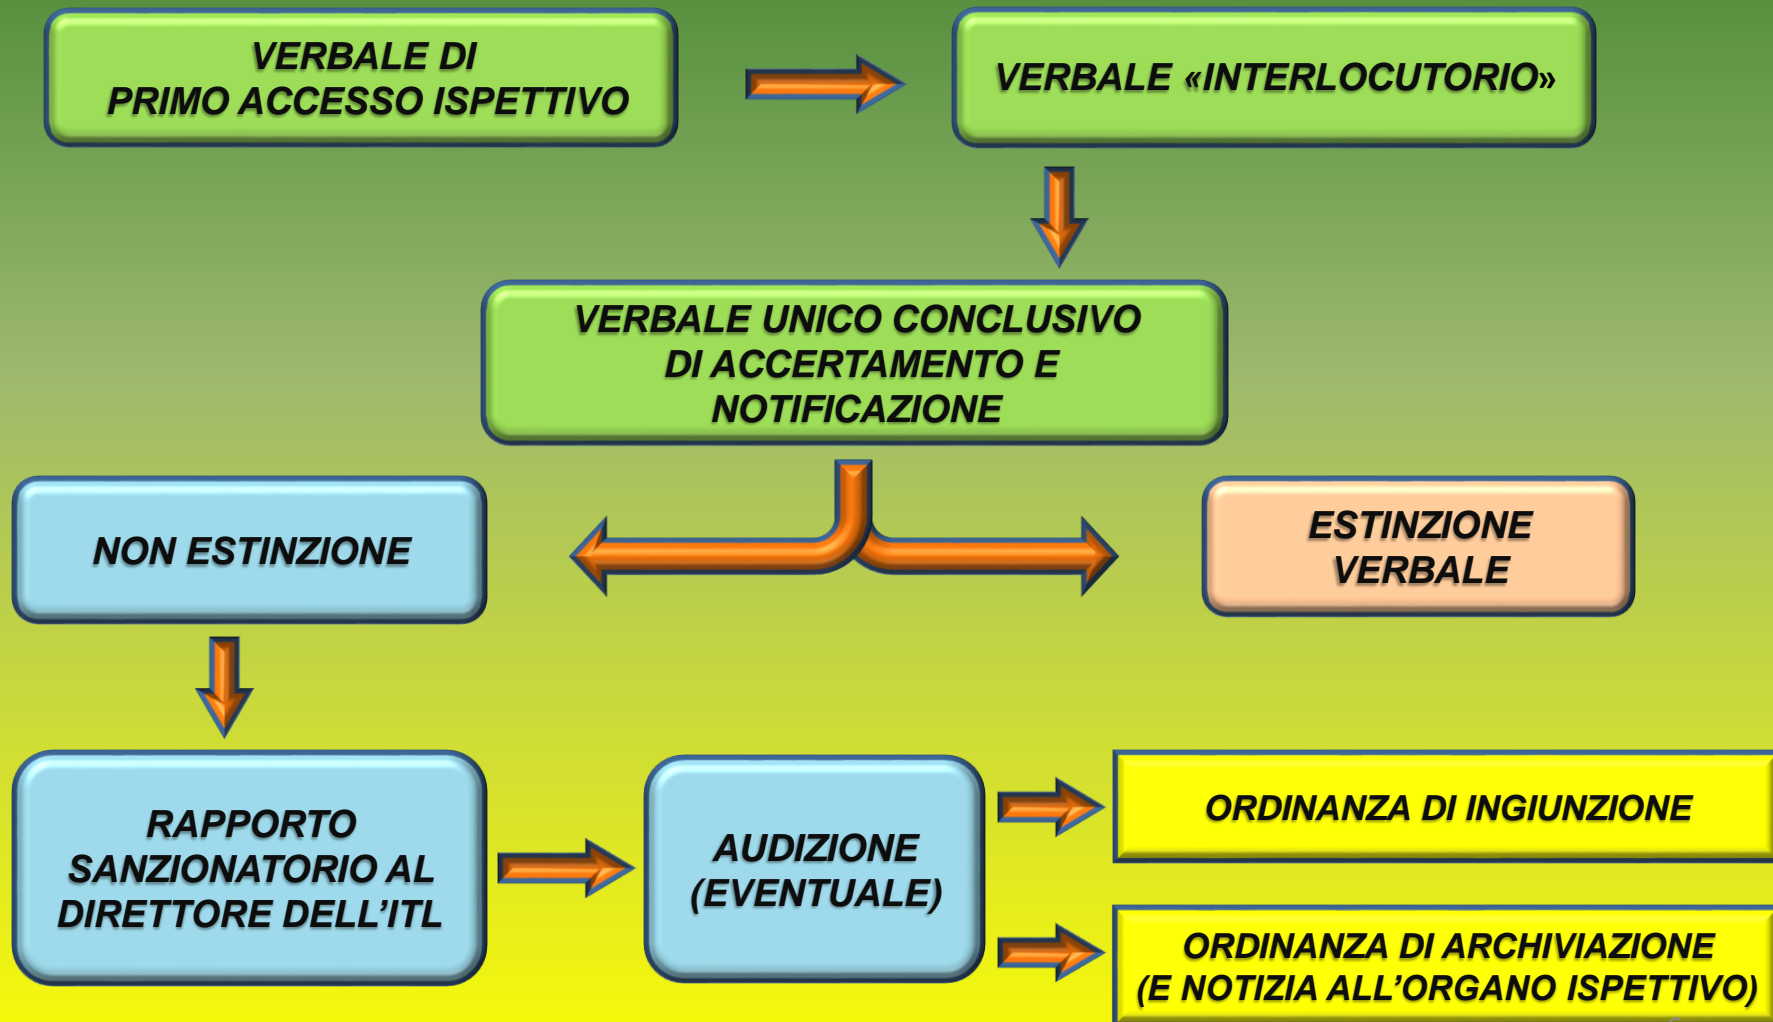 VERBALE DI
PRIMO ACCESSO ISPETTIVO
VERBALE «INTERLOCUTORIO»
VERBALE UNICO CONCLUSIVO
DI ACCERTAMENTO E
NOTIFICAZIONE
NON ESTINZIONE
ESTINZIONE
VERBALE
RAPPORTO
SANZIONATORIO AL
DIRETTORE DELL’ITL
AUDIZIONE
(EVENTUALE)
ORDINANZA DI INGIUNZIONE
ORDINANZA DI ARCHIVIAZIONE
(E NOTIZIA ALL’ORGANO ISPETTIVO)